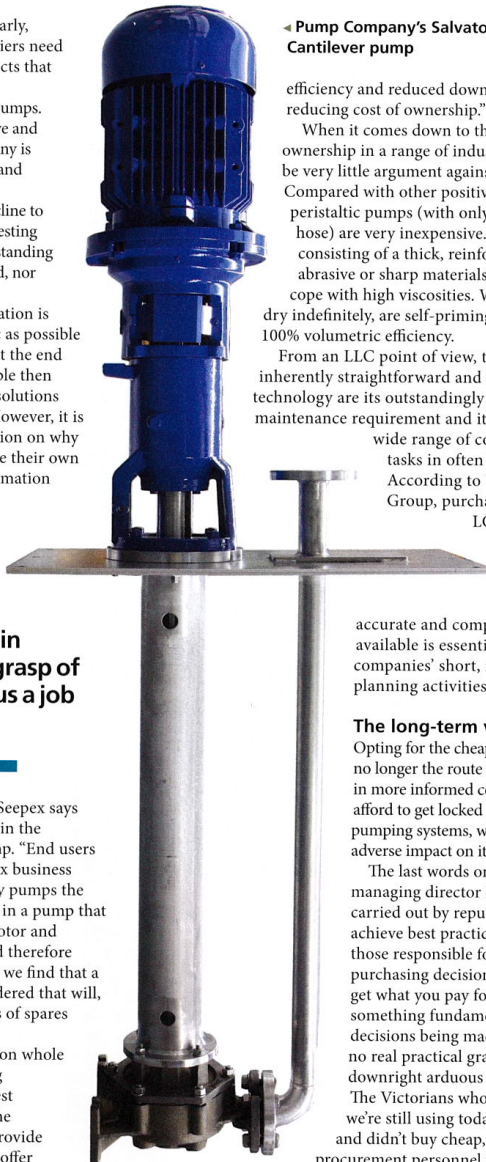 arly,
iers need
cts that
umps.
ve and
ny is
and
cline to
esting
standing
d, nor
ation is
c as possible
t the end
ble then
solutions
However, it is
ion on why
e their own
mation
in
grasp of
us a job
Seepex says
in the
ap. “End users
x business
y pumps the
in a pump that
otor and
d therefore
we find that a
dered that will,
s of spares
on whole
g
est
he
rovide
offer
◂ Pump Company’s Salvato
Cantilever pump
efficiency and reduced down
reducing cost of ownership.”
When it comes down to th
ownership in a range of indu
be very little argument agains
Compared with other positiv
peristaltic pumps (with only
hose) are very inexpensive.
consisting of a thick, reinfo
abrasive or sharp materials
cope with high viscosities. W
dry indefinitely, are self-priming
100% volumetric efficiency.
From an LLC point of view, t
inherently straightforward and
technology are its outstandingly
maintenance requirement and it
wide range of co
tasks in often
According to
Group, purcha
LC
accurate and comp
available is essenti
companies’ short,
planning activities
The long-term v
Opting for the cheap
no longer the route
in more informed co
afford to get locked
pumping systems, w
adverse impact on it
The last words on
managing director
carried out by repu
achieve best practic
those responsible fo
purchasing decision
get what you pay fo
something fundame
decisions being mad
no real practical gra
downright arduous
The Victorians who
we’re still using toda
and didn’t buy cheap,
procurement personnel